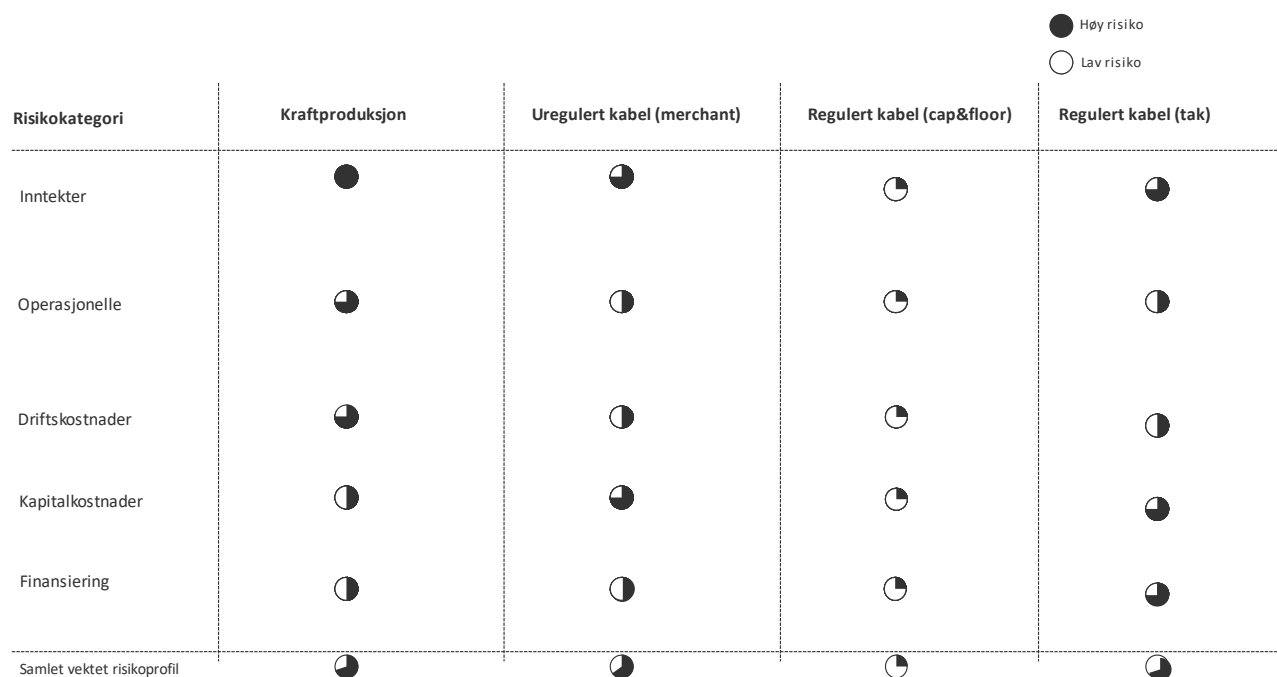 Høy risiko
Lav risiko
Risikokategori
Kraftproduksjon
Uregulert kabel (merchant)
Regulert kabel (cap&floor)
Regulert kabel (tak)
Inntekter
Operasjonelle
Driftskostnader
Kapitalkostnader
Finansiering
Samlet vektet risikoprofil